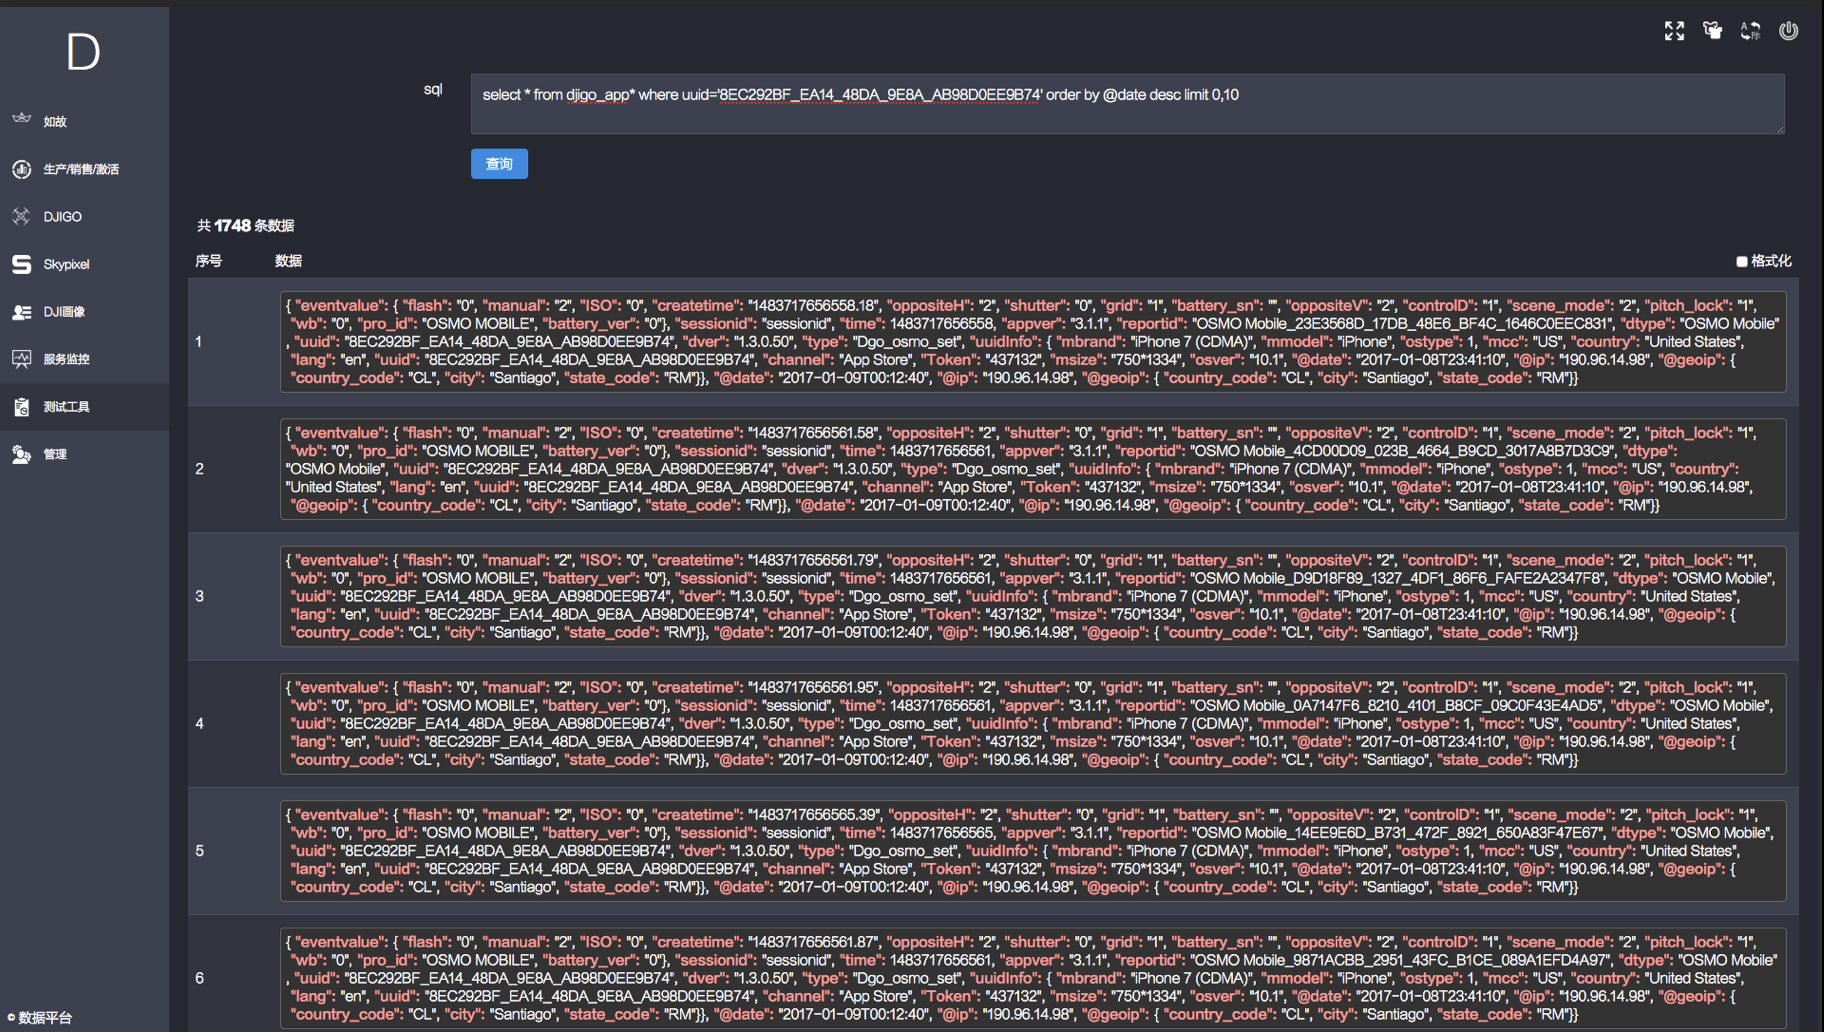 D
如故
生产/销售/激活
DJIGO
Skypixel
DJI画像
服务监控
测试工具
管理
© 数据平台
sql
select * from djigo_app* where uuid='8EC292BF_EA14_48DA_9E8A_AB98D0EE9B74' order by @date desc limit 0,10
查询
共 1748 条数据
序号 数据 格式化
1
{ "eventvalue": { "flash": "0", "manual": "2", "ISO": "0", "createtime": "1483717656558.18", "oppositeH": "2", "shutter": "0", "grid": "1", "battery_sn": "", "oppositeV": "2", "controlD": "1", "scene_mode": "2", "pitch_lock": "1",
"wb": "0", "pro_id": "OSMO MOBILE", "battery_ver": "0"}, "sessionid": "sessionid", "time": 1483717656558, "appver": "3.1.1", "reportid": "OSMO Mobile_23E3568D_17DB_48E6_BF4C_1646C0EEC831", "dtype": "OSMO Mobile"
, "uuid": "8EC292BF_EA14_48DA_9E8A_AB98D0EE9B74", "dver": "1.3.0.50", "type": "Dgo_osmo_set", "uuidInfo": { "mbrand": "iPhone 7 (CDMA)", "mmodel": "iPhone", "ostype": 1, "mcc": "US", "country": "United States",
"lang": "en", "uuid": "8EC292BF_EA14_48DA_9E8A_AB98D0EE9B74", "channel": "App Store", "Token": "437132", "msize": "750*1334", "osver": "10.1", "@date": "2017-01-08T23:41:10", "@ip": "190.96.14.98", "@geoip": {
"country_code": "CL", "city": "Santiago", "state_code": "RM"}}, "@date": "2017-01-09T00:12:40", "@ip": "190.96.14.98", "@geoip": { "country_code": "CL", "city": "Santiago", "state_code": "RM"}}
2
{ "eventvalue": { "flash": "0", "manual": "2", "ISO": "0", "createtime": "1483717656561.58", "oppositeH": "2", "shutter": "0", "grid": "1", "battery_sn": "", "oppositeV": "2", "controlD": "1", "scene_mode": "2", "pitch_lock": "1",
"wb": "0", "pro_id": "OSMO MOBILE", "battery_ver": "0"}, "sessionid": "sessionid", "time": 1483717656561, "appver": "3.1.1", "reportid": "OSMO Mobile_4CD00D09_023B_4664_B9CD_3017A8B7D3C9", "dtype":
"OSMO Mobile", "uuid": "8EC292BF_EA14_48DA_9E8A_AB98D0EE9B74", "dver": "1.3.0.50", "type": "Dgo_osmo_set", "uuidInfo": { "mbrand": "iPhone 7 (CDMA)", "mmodel": "iPhone", "ostype": 1, "mcc": "US", "country":
"United States", "lang": "en", "uuid": "8EC292BF_EA14_48DA_9E8A_AB98D0EE9B74", "channel": "App Store", "Token": "437132", "msize": "750*1334", "osver": "10.1", "@date": "2017-01-08T23:41:10", "@ip": "190.96.14.98",
"@geoip": { "country_code": "CL", "city": "Santiago", "state_code": "RM"}}, "@date": "2017-01-09T00:12:40", "@ip": "190.96.14.98", "@geoip": { "country_code": "CL", "city": "Santiago", "state_code": "RM"}}
3
{ "eventvalue": { "flash": "0", "manual": "2", "ISO": "0", "createtime": "1483717656561.79", "oppositeH": "2", "shutter": "0", "grid": "1", "battery_sn": "", "oppositeV": "2", "controlD": "1", "scene_mode": "2", "pitch_lock": "1",
"wb": "0", "pro_id": "OSMO MOBILE", "battery_ver": "0"}, "sessionid": "sessionid", "time": 1483717656561, "appver": "3.1.1", "reportid": "OSMO Mobile_D9D18F89_1327_4DF1_86F6_FAFE2A2347F8", "dtype": "OSMO Mobile",
"uuid": "8EC292BF_EA14_48DA_9E8A_AB98D0EE9B74", "dver": "1.3.0.50", "type": "Dgo_osmo_set", "uuidInfo": { "mbrand": "iPhone 7 (CDMA)", "mmodel": "iPhone", "ostype": 1, "mcc": "US", "country": "United States",
"lang": "en", "uuid": "8EC292BF_EA14_48DA_9E8A_AB98D0EE9B74", "channel": "App Store", "Token": "437132", "msize": "750*1334", "osver": "10.1", "@date": "2017-01-08T23:41:10", "@ip": "190.96.14.98", "@geoip": {
"country_code": "CL", "city": "Santiago", "state_code": "RM"}}, "@date": "2017-01-09T00:12:40", "@ip": "190.96.14.98", "@geoip": { "country_code": "CL", "city": "Santiago", "state_code": "RM"}}
4
{ "eventvalue": { "flash": "0", "manual": "2", "ISO": "0", "createtime": "1483717656561.95", "oppositeH": "2", "shutter": "0", "grid": "1", "battery_sn": "", "oppositeV": "2", "controlD": "1", "scene_mode": "2", "pitch_lock": "1",
"wb": "0", "pro_id": "OSMO MOBILE", "battery_ver": "0"}, "sessionid": "sessionid", "time": 1483717656561, "appver": "3.1.1", "reportid": "OSMO Mobile_0A7147F6_8210_4101_B8CF_09C0F43E4AD5", "dtype": "OSMO Mobile",
"uuid": "8EC292BF_EA14_48DA_9E8A_AB98D0EE9B74", "dver": "1.3.0.50", "type": "Dgo_osmo_set", "uuidInfo": { "mbrand": "iPhone 7 (CDMA)", "mmodel": "iPhone", "ostype": 1, "mcc": "US", "country": "United States",
"lang": "en", "uuid": "8EC292BF_EA14_48DA_9E8A_AB98D0EE9B74", "channel": "App Store", "Token": "437132", "msize": "750*1334", "osver": "10.1", "@date": "2017-01-08T23:41:10", "@ip": "190.96.14.98", "@geoip": {
"country_code": "CL", "city": "Santiago", "state_code": "RM"}}, "@date": "2017-01-09T00:12:40", "@ip": "190.96.14.98", "@geoip": { "country_code": "CL", "city": "Santiago", "state_code": "RM"}}
5
{ "eventvalue": { "flash": "0", "manual": "2", "ISO": "0", "createtime": "1483717656565.39", "oppositeH": "2", "shutter": "0", "grid": "1", "battery_sn": "", "oppositeV": "2", "controlD": "1", "scene_mode": "2", "pitch_lock": "1",
"wb": "0", "pro_id": "OSMO MOBILE", "battery_ver": "0"}, "sessionid": "sessionid", "time": 1483717656565, "appver": "3.1.1", "reportid": "OSMO Mobile_14EE9E6D_B731_472F_8921_650A83F47E67", "dtype": "OSMO Mobile",
"uuid": "8EC292BF_EA14_48DA_9E8A_AB98D0EE9B74", "dver": "1.3.0.50", "type": "Dgo_osmo_set", "uuidInfo": { "mbrand": "iPhone 7 (CDMA)", "mmodel": "iPhone", "ostype": 1, "mcc": "US", "country": "United States",
"lang": "en", "uuid": "8EC292BF_EA14_48DA_9E8A_AB98D0EE9B74", "channel": "App Store", "Token": "437132", "msize": "750*1334", "osver": "10.1", "@date": "2017-01-08T23:41:10", "@ip": "190.96.14.98", "@geoip": {
"country_code": "CL", "city": "Santiago", "state_code": "RM"}}, "@date": "2017-01-09T00:12:40", "@ip": "190.96.14.98", "@geoip": { "country_code": "CL", "city": "Santiago", "state_code": "RM"}}
6
{ "eventvalue": { "flash": "0", "manual": "2", "ISO": "0", "createtime": "1483717656561.87", "oppositeH": "2", "shutter": "0", "grid": "1", "battery_sn": "", "oppositeV": "2", "controlD": "1", "scene_mode": "2", "pitch_lock": "1",
"wb": "0", "pro_id": "OSMO MOBILE", "battery_ver": "0"}, "sessionid": "sessionid", "time": 1483717656561, "appver": "3.1.1", "reportid": "OSMO Mobile_9871ACBB_2951_43FC_B1CE_089A1EFD4A97", "dtype": "OSMO Mobile"
, "uuid": "8EC292BF_EA14_48DA_9E8A_AB98D0EE9B74", "dver": "1.3.0.50", "type": "Dgo_osmo_set", "uuidInfo": { "mbrand": "iPhone 7 (CDMA)", "mmodel": "iPhone", "ostype": 1, "mcc": "US", "country": "United States",
"lang": "en", "uuid": "8EC292BF_EA14_48DA_9E8A_AB98D0EE9B74", "channel": "App Store", "Token": "437132", "msize": "750*1334", "osver": "10.1", "@date": "2017-01-08T23:41:10", "@ip": "190.96.14.98", "@geoip": {
"country_code": "CL", "city": "Santiago", "state_code": "RM"}}, "@date": "2017-01-09T00:12:40", "@ip": "190.96.14.98", "@geoip": { "country_code": "CL", "city": "Santiago", "state_code": "RM"}}